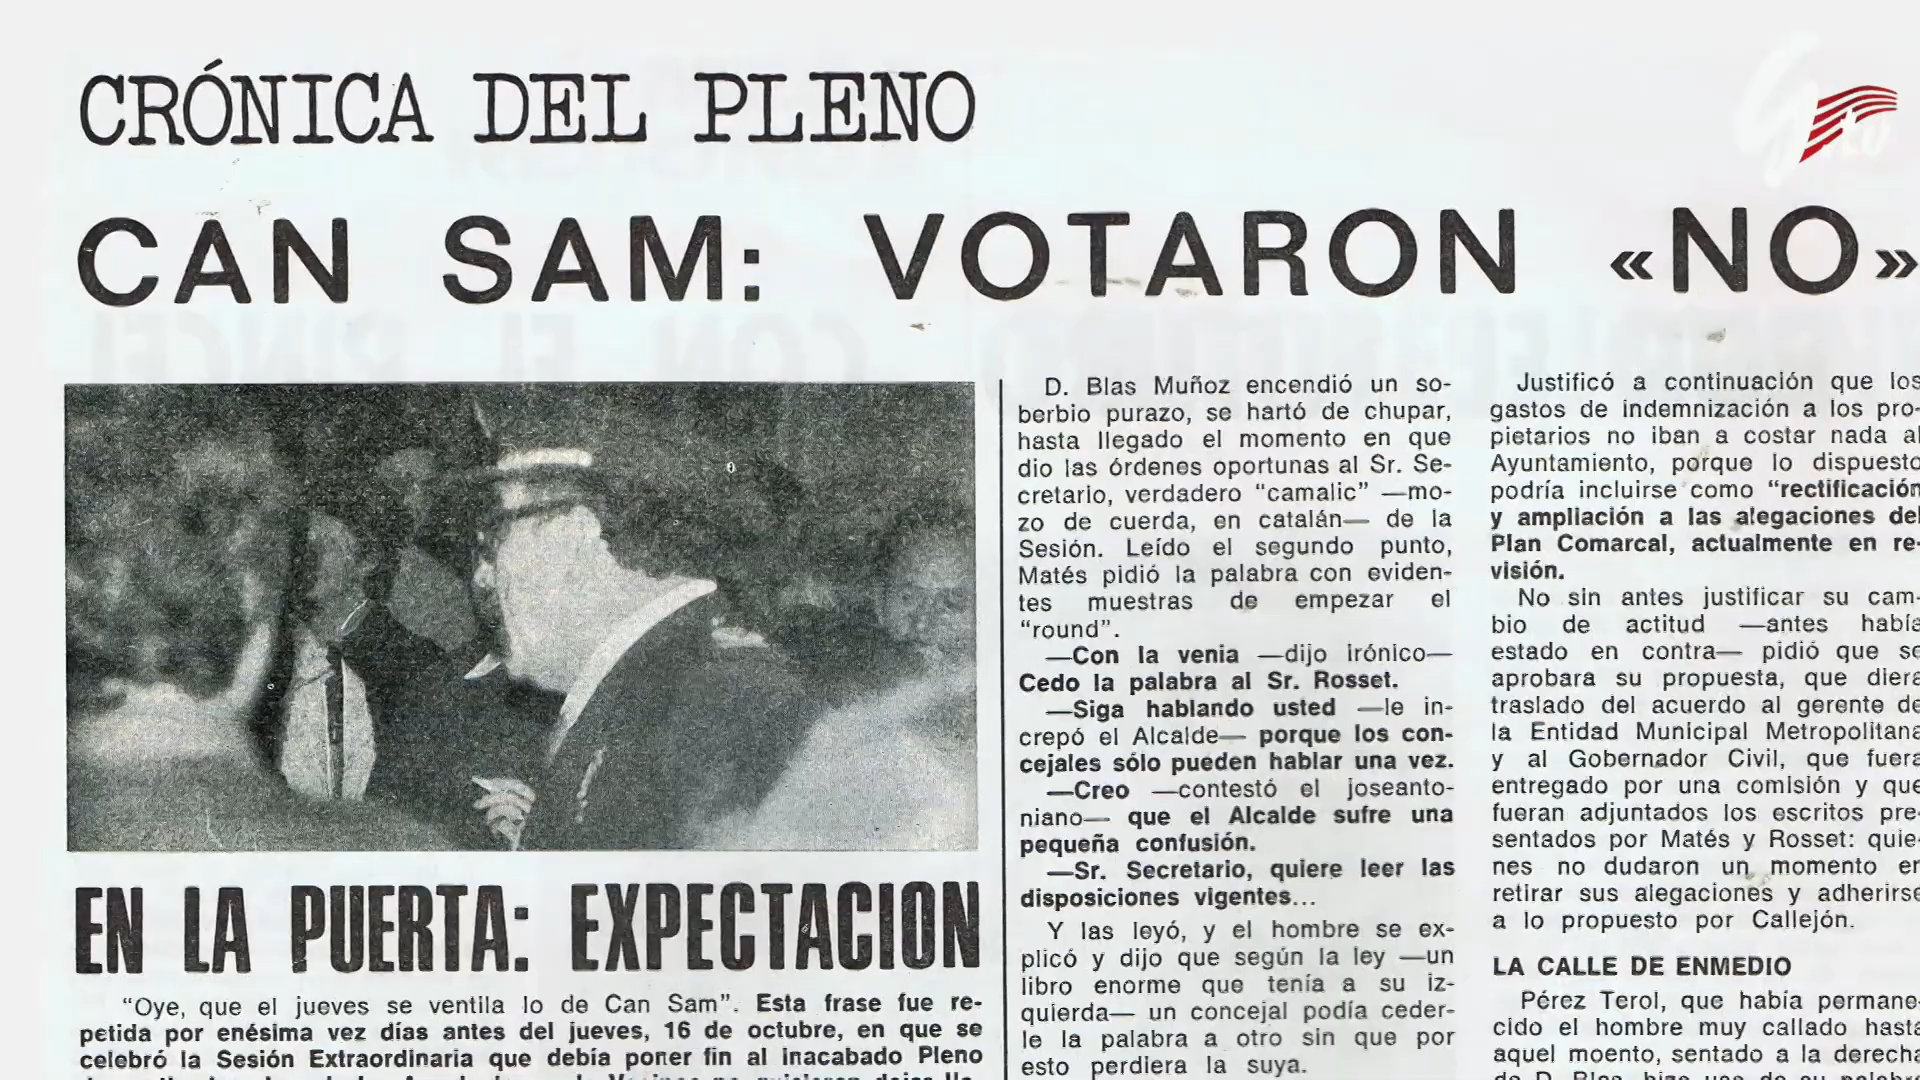 CRÓNICA DEL PLENO
CAN SAM: VOTARON «NO»
EN LA PUERTA: EXPECTACION
“Oye, que el jueves se ventila lo de Can Sam”. Esta frase fue re-
petida por enésima vez días antes del jueves, 16 de octubre, en que se
celebró la Sesión Extraordinaria que debía poner fin al inacabado Pleno
D. Blas Muñoz encendió un so-
berbio purazo, se hartó de chupar,
hasta llegado el momento en que
dio las órdenes oportunas al Sr. Se-
cretario, verdadero “camalic” —mo-
zo de cuerda, en catalán— de la
Sesión. Leído el segundo punto,
Matés pidió la palabra con eviden-
tes muestras de empezar el
“round”.
—Con la venia —dijo irónico—
Cedo la palabra al Sr. Rosset.
—Siga hablando usted —le in-
crepó el Alcalde— porque los con-
cejales sólo pueden hablar una vez.
—Creo —contestó el joseanto-
niano— que el Alcalde sufre una
pequeña confusión.
—Sr. Secretario, quiere leer las
disposiciones vigentes...
Y las leyó, y el hombre se ex-
plicó y dijo que según la ley —un
libro enorme que tenía a su iz-
quierda— un concejal podía ceder-
le la palabra a otro sin que por
esto perdiera la suya.
Justificó a continuación que los
gastos de indemnización a los pro-
pietarios no iban a costar nada al
Ayuntamiento, porque lo dispuesto
podría incluirse como “rectificación
y ampliación a las alegaciones del
Plan Comarcal, actualmente en re-
visión.
No sin antes justificar su cam-
bio de actitud —antes había
estado en contra— pidió que se
aprobara su propuesta, que diera
traslado del acuerdo al gerente de
la Entidad Municipal Metropolitana
y al Gobernador Civil, que fuera
entregado por una comisión y que
fueran adjuntados los escritos pre-
sentados por Matés y Rosset: quie-
nes no dudaron un momento en
retirar sus alegaciones y adherirse
a lo propuesto por Callejón.
LA CALLE DE ENMEDIO
Pérez Terol, que había permane-
cido el hombre muy callado hasta
aquel moento, sentado a la derecha